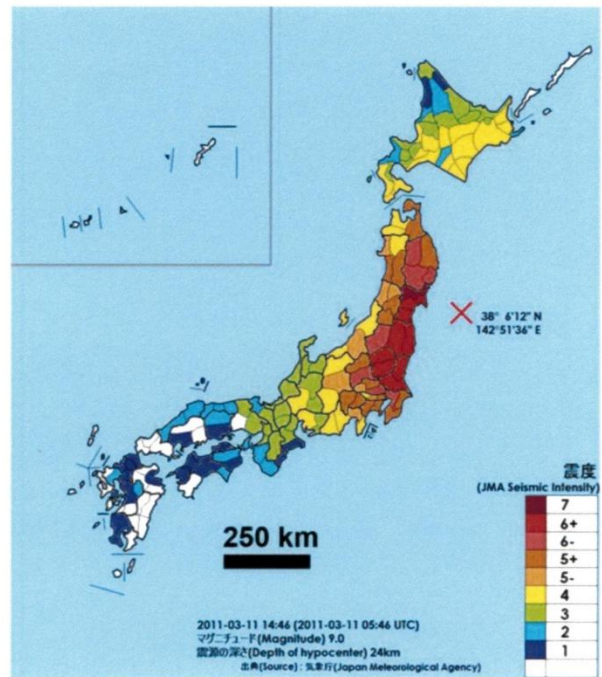 38° 6'12" N
142°51'36" E
震度
(JMA Seismic Intensity)
7
6+
6-
5+
5-
4
3
2
1
250 km
2011-03-11 14:46 (2011-03-11 05:46 UTC)
マグニチュード(Magnitude) 9.0
震源の深さ(Depth of hypocenter) 24km
出典(Source) : 気象庁(Japan Meteorological Agency)